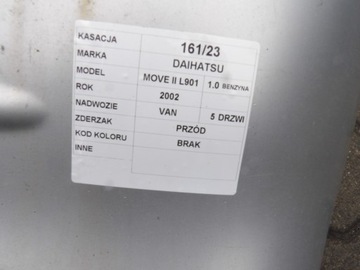 KASACJA 161/23
MARKA DAIHATSU
MODEL MOVE II L901 1.0 BENZYNA
ROK 2002
NADWOZIE VAN 5 DRZWI
ZDERZAK PRZÓD
KOD KOLORU BRAK
INNE